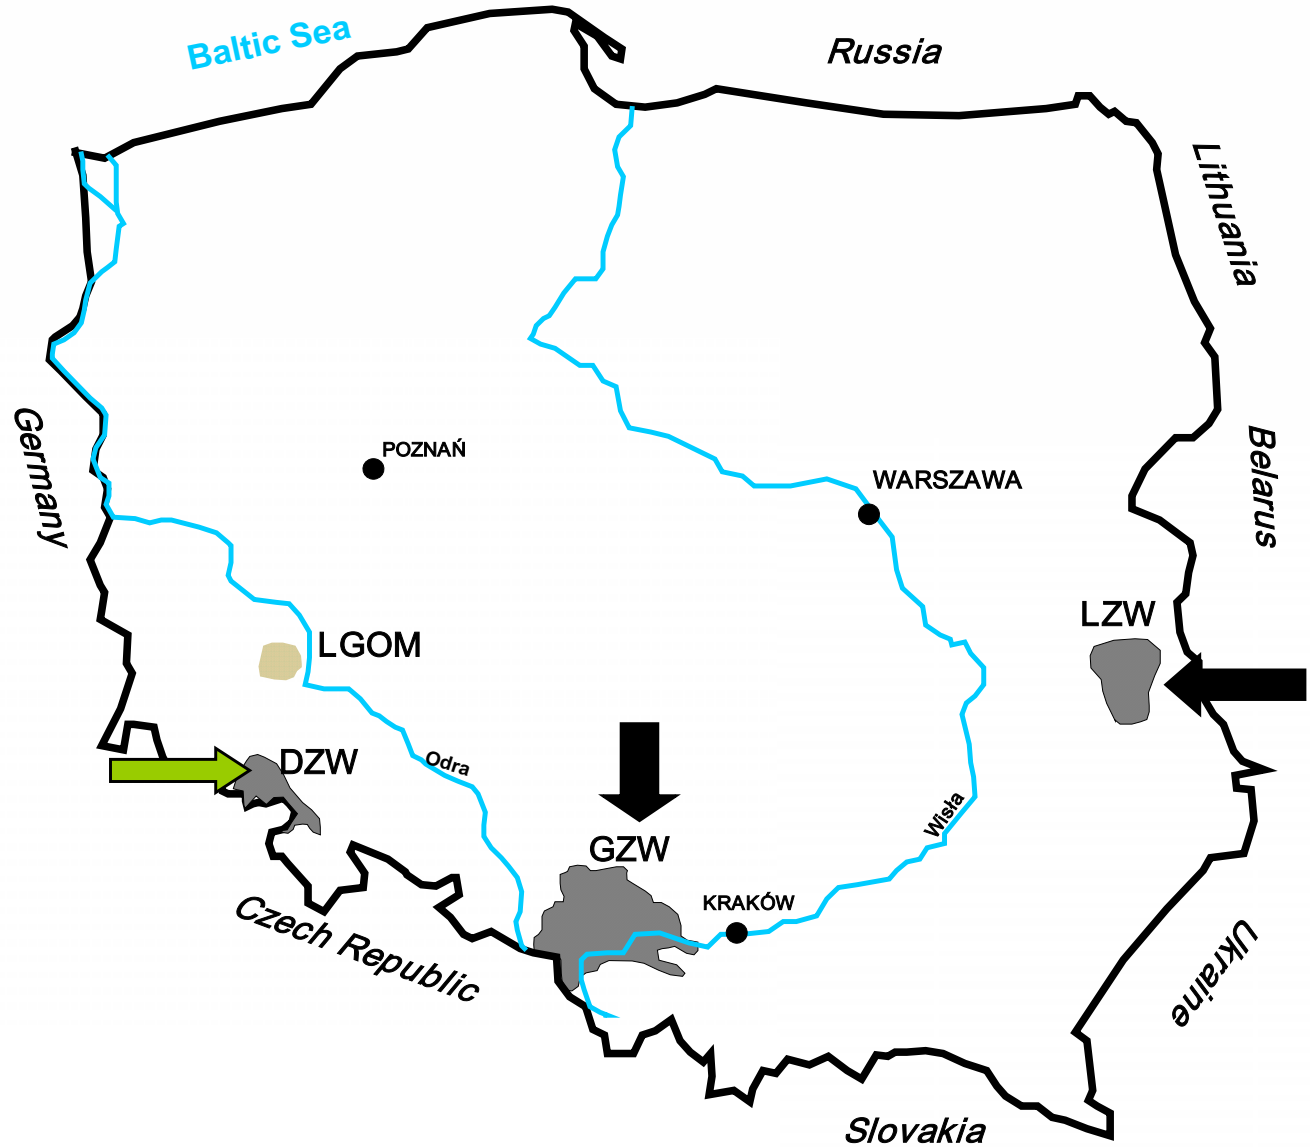 Baltic Sea
Russia
Lithuania
Germany
POZNAŃ
WARSZAWA
Belarus
LZW
LGOM
DZW
Odra
Wisła
GZW
KRAKÓW
Czech Republic
Ukraine
Slovakia